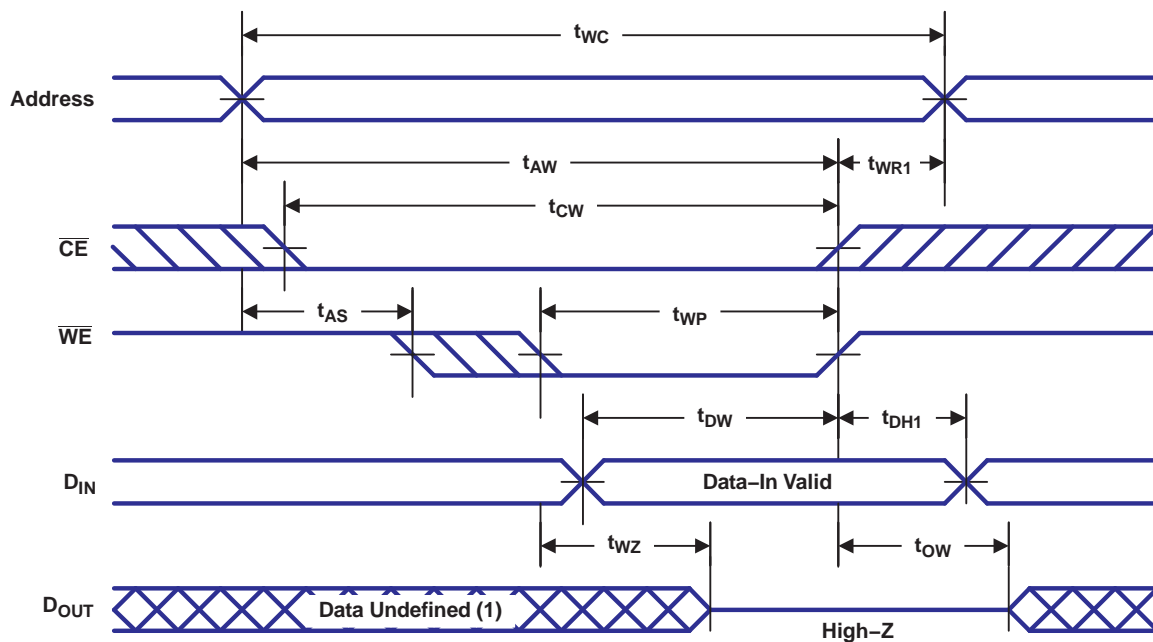 tWC
Address
tAW
tWR1
tCW
CE
tAS
tWP
WE
tDW
tDH1
DIN
Data–In Valid
tWZ
tOW
DOUT
Data Undefined (1)
High–Z